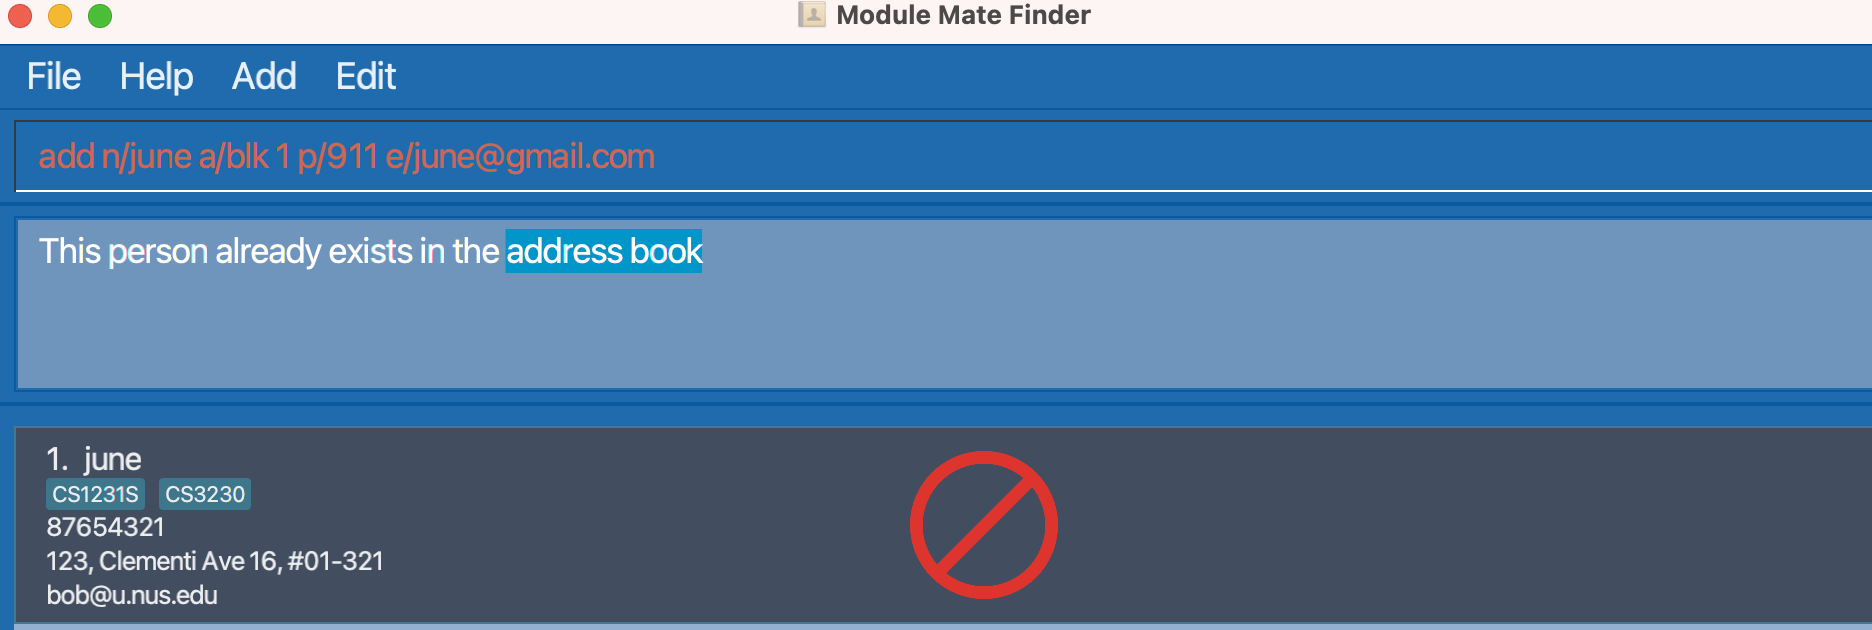 Module Mate Finder
File Help Add Edit
add n/june a/blk 1 p/911 e/june@gmail.com
This person already exists in the address book
1. june
CS1231S CS3230
87654321
123, Clementi Ave 16, #01-321
bob@u.nus.edu